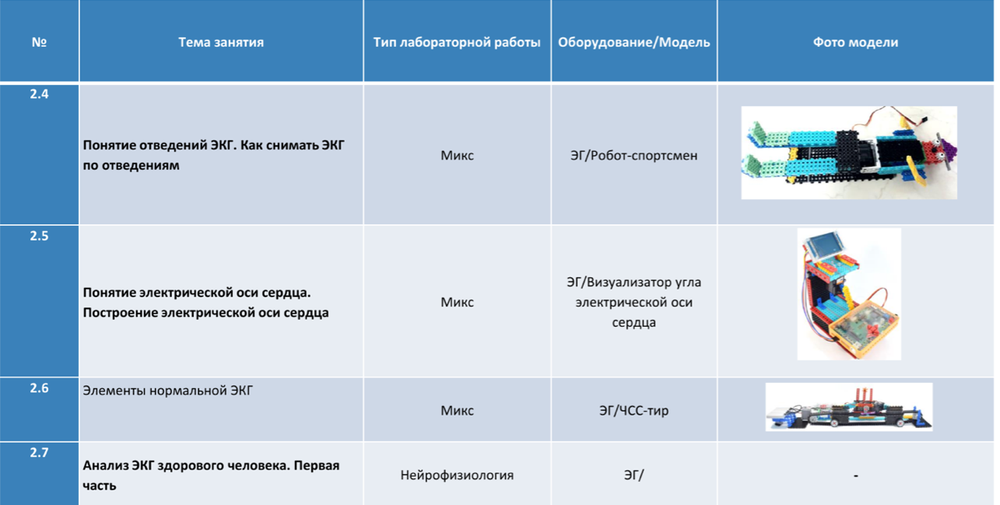 №
Тема занятия
Тип лабораторной работы
Оборудование/Модель
Фото модели
2.4
Понятие отведений ЭКГ. Как снимать ЭКГ
по отведениям
Микс
ЭГ/Робот-спортсмен
2.5
Понятие электрической оси сердца.
Построение электрической оси сердца
Микс
ЭГ/Визуализатор угла
электрической оси
сердца
2.6
Элементы нормальной ЭКГ
Микс
ЭГ/ЧСС-тир
2.7
Анализ ЭКГ здорового человека. Первая
часть
Нейрофизиология
ЭГ/
-